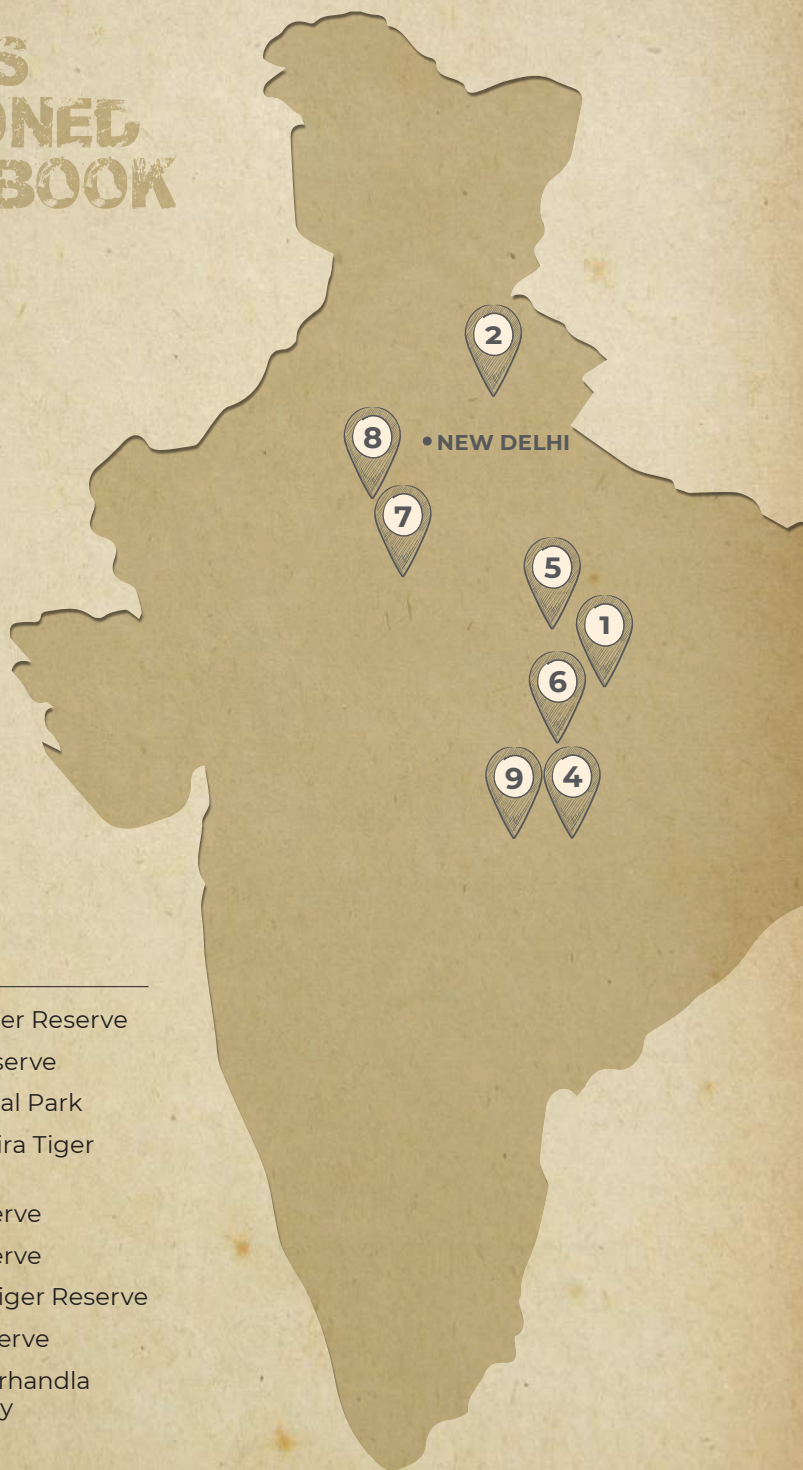 S
ONED
BOOK
2
8
NEW DELHI
7
5
1
6
9
4
er Reserve
serve
al Park
ira Tiger
erve
erve
iger Reserve
erve
rhandla
y